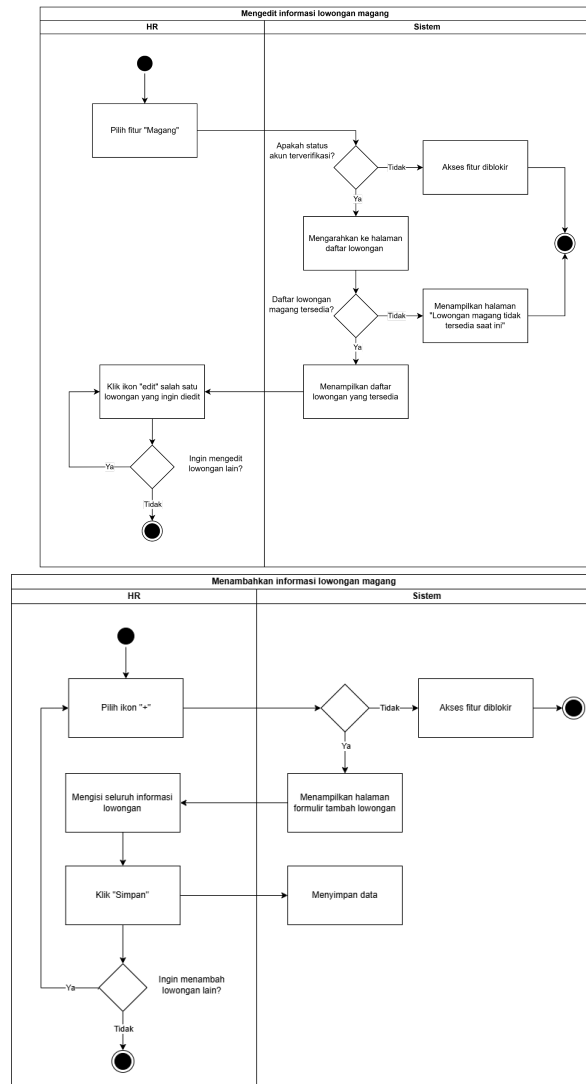 Mengedit informasi lowongan magang
HR
Sistem
Pilih fitur "Magang"
Apakah status
akun terverifikasi?
Tidak
Akses fitur diblokir
Ya
Mengarahkan ke halaman
daftar lowongan
Daftar lowongan
magang tersedia?
Tidak
Menampilkan halaman
"Lowongan magang tidak
tersedia saat ini"
Ya
Klik ikon "edit" salah satu
lowongan yang ingin diedit
Menampilkan daftar
lowongan yang tersedia
Ya
Ingin mengedit
lowongan lain?
Tidak
Menambahkan informasi lowongan magang
HR
Sistem
Pilih ikon "+"
Tidak
Akses fitur diblokir
Ya
Mengisi seluruh informasi
lowongan
Menampilkan halaman
formulir tambah lowongan
Klik "Simpan"
Menyimpan data
Ya
Ingin menambah
lowongan lain?
Tidak